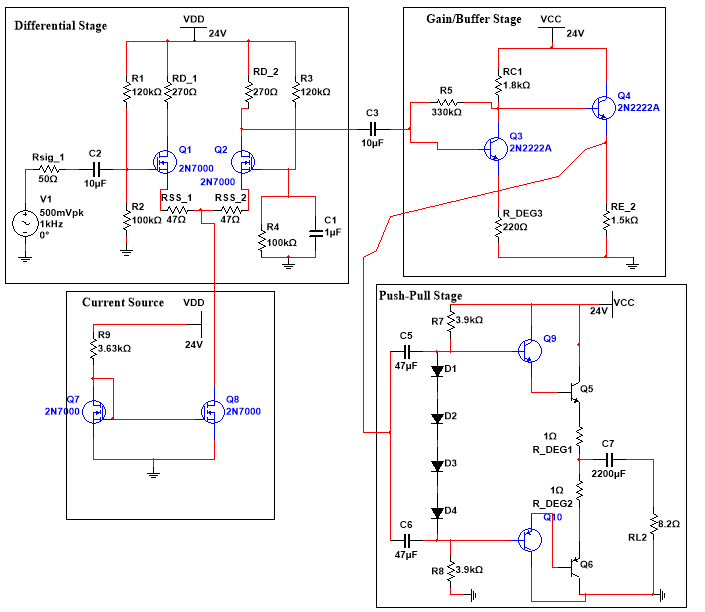 Differential Stage
VDD
24V
R1
120kΩ
RD_1
270Ω
RD_2
270Ω
R3
120kΩ
Rsig_1
50Ω
C2
10µF
Q1
2N7000
Q2
2N7000
V1
500mVpk
1kHz
0°
R2
100kΩ
RSS_1
47Ω
RSS_2
47Ω
R4
100kΩ
C1
1µF
C3
10µF
Gain/Buffer Stage
VCC
24V
RC1
1.8kΩ
R5
330kΩ
Q4
2N2222A
Q3
2N2222A
R_DEG3
220Ω
RE_2
1.5kΩ
Current Source
VDD
24V
R9
3.63kΩ
Q7
2N7000
Q8
2N7000
Push-Pull Stage
VCC
24V
R7
3.9kΩ
C5
47µF
Q9
D1
Q5
D2
1Ω
R_DEG1
C7
2200µF
D3
1Ω
R_DEG2
D4
Q10
8.2Ω
RL2
C6
47µF
R8
3.9kΩ
Q6